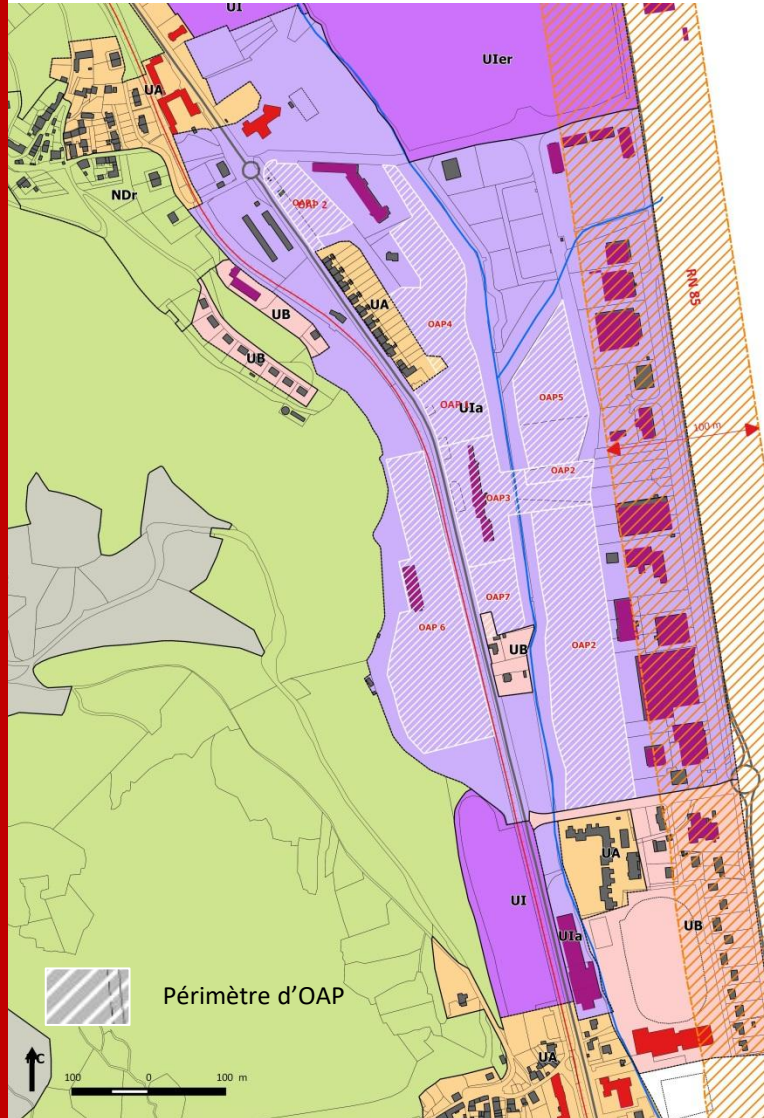 UI
UIer
UA
NDr
OAP 2
UB
UA
UB
RN 85
OAP4
OAP5
UIa
100 m
OAP2
OAP3
OAP7
OAP 6
UB
OAP2
UA
UI
UB
UIa
Périmètre d’OAP
UA
100 0 100 m